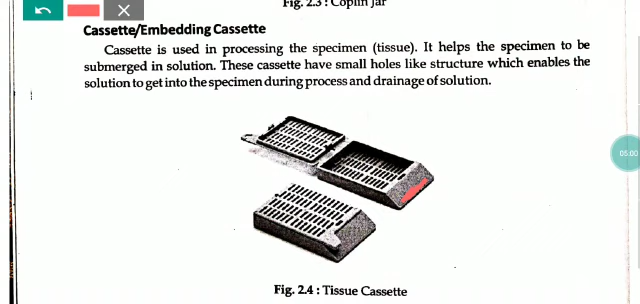 Fig. 2.3 : Coplin Jar
Cassette/Embedding Cassette
Cassette is used in processing the specimen (tissue). It helps the specimen to be
submerged in solution. These cassette have small holes like structure which enables the
solution to get into the specimen during process and drainage of solution.
05:00
Fig. 2.4 : Tissue Cassette